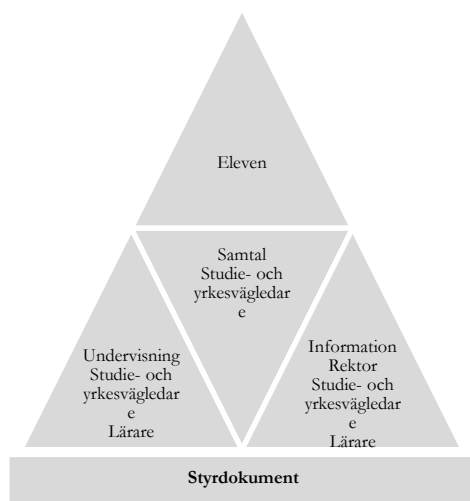 Eleven
Samtal
Studie- och
yrkesvägledar
e
Undervisning
Studie- och
yrkesvägledar
e
Lärare
Information
Rektor
Studie- och
yrkesvägledar
e
Lärare
Styrdokument